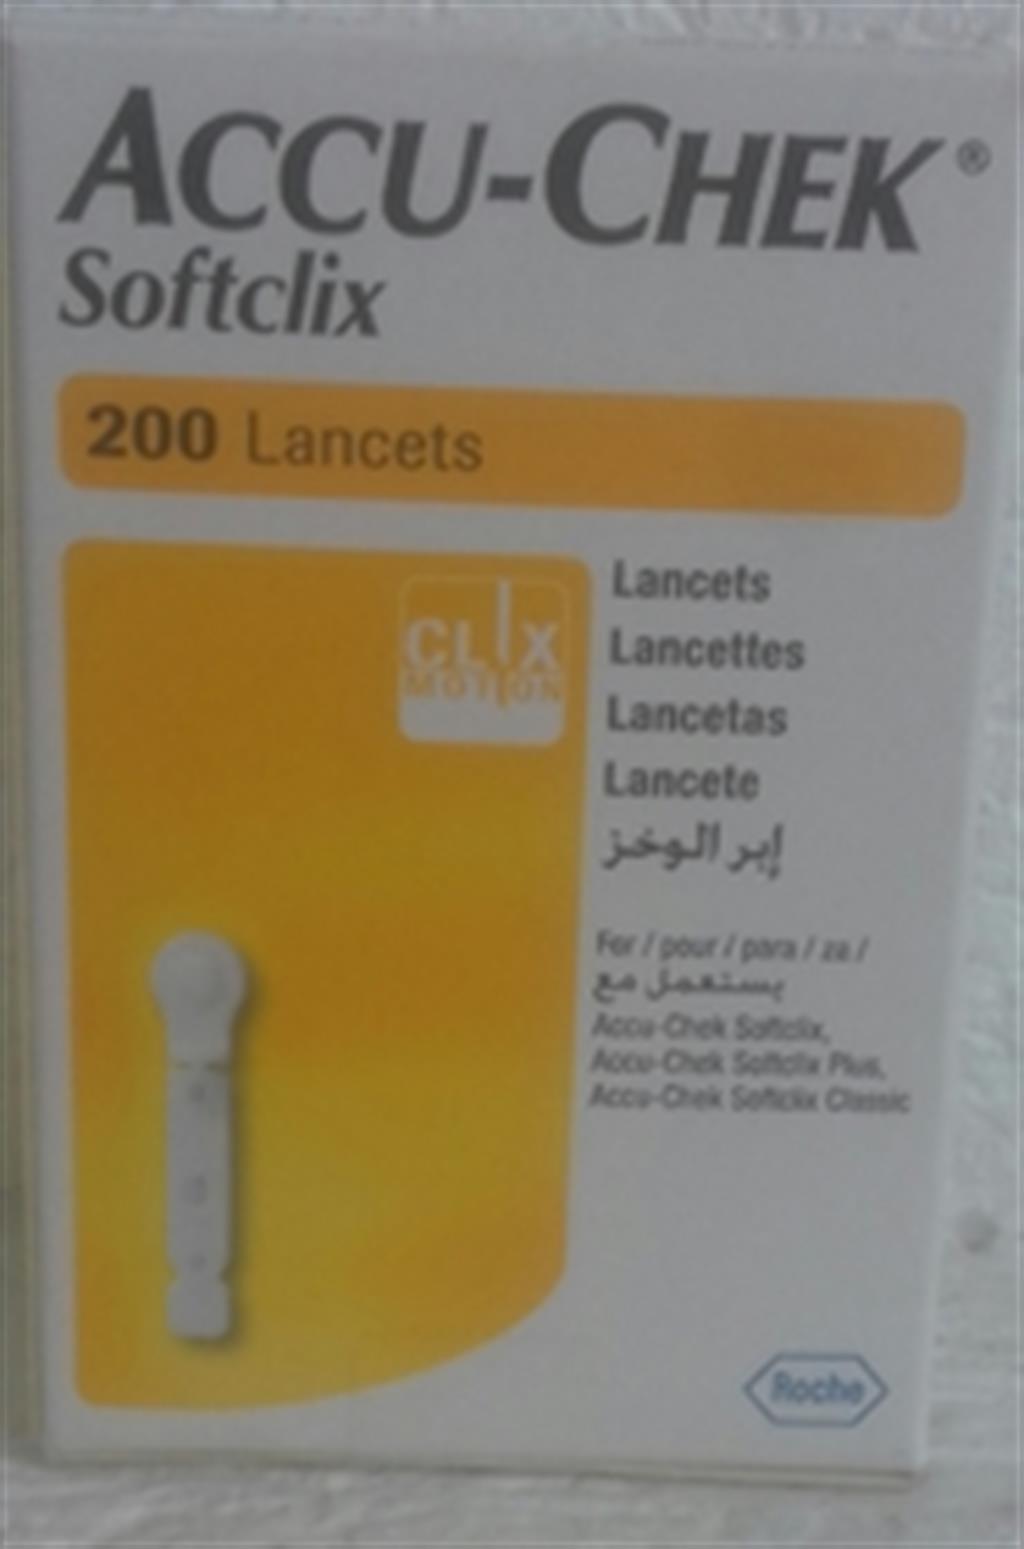 ACCU-CHEK®
Softclix
200 Lancets
CLIX
MOTION
Lancets
Lancettes
Lancetas
Lancete
إبر الوخز
For / pour / para / za /
يستعمل مع
Accu-Chek Softclix,
Accu-Chek Softclix Plus,
Accu-Chek Softclix Classic
Roche